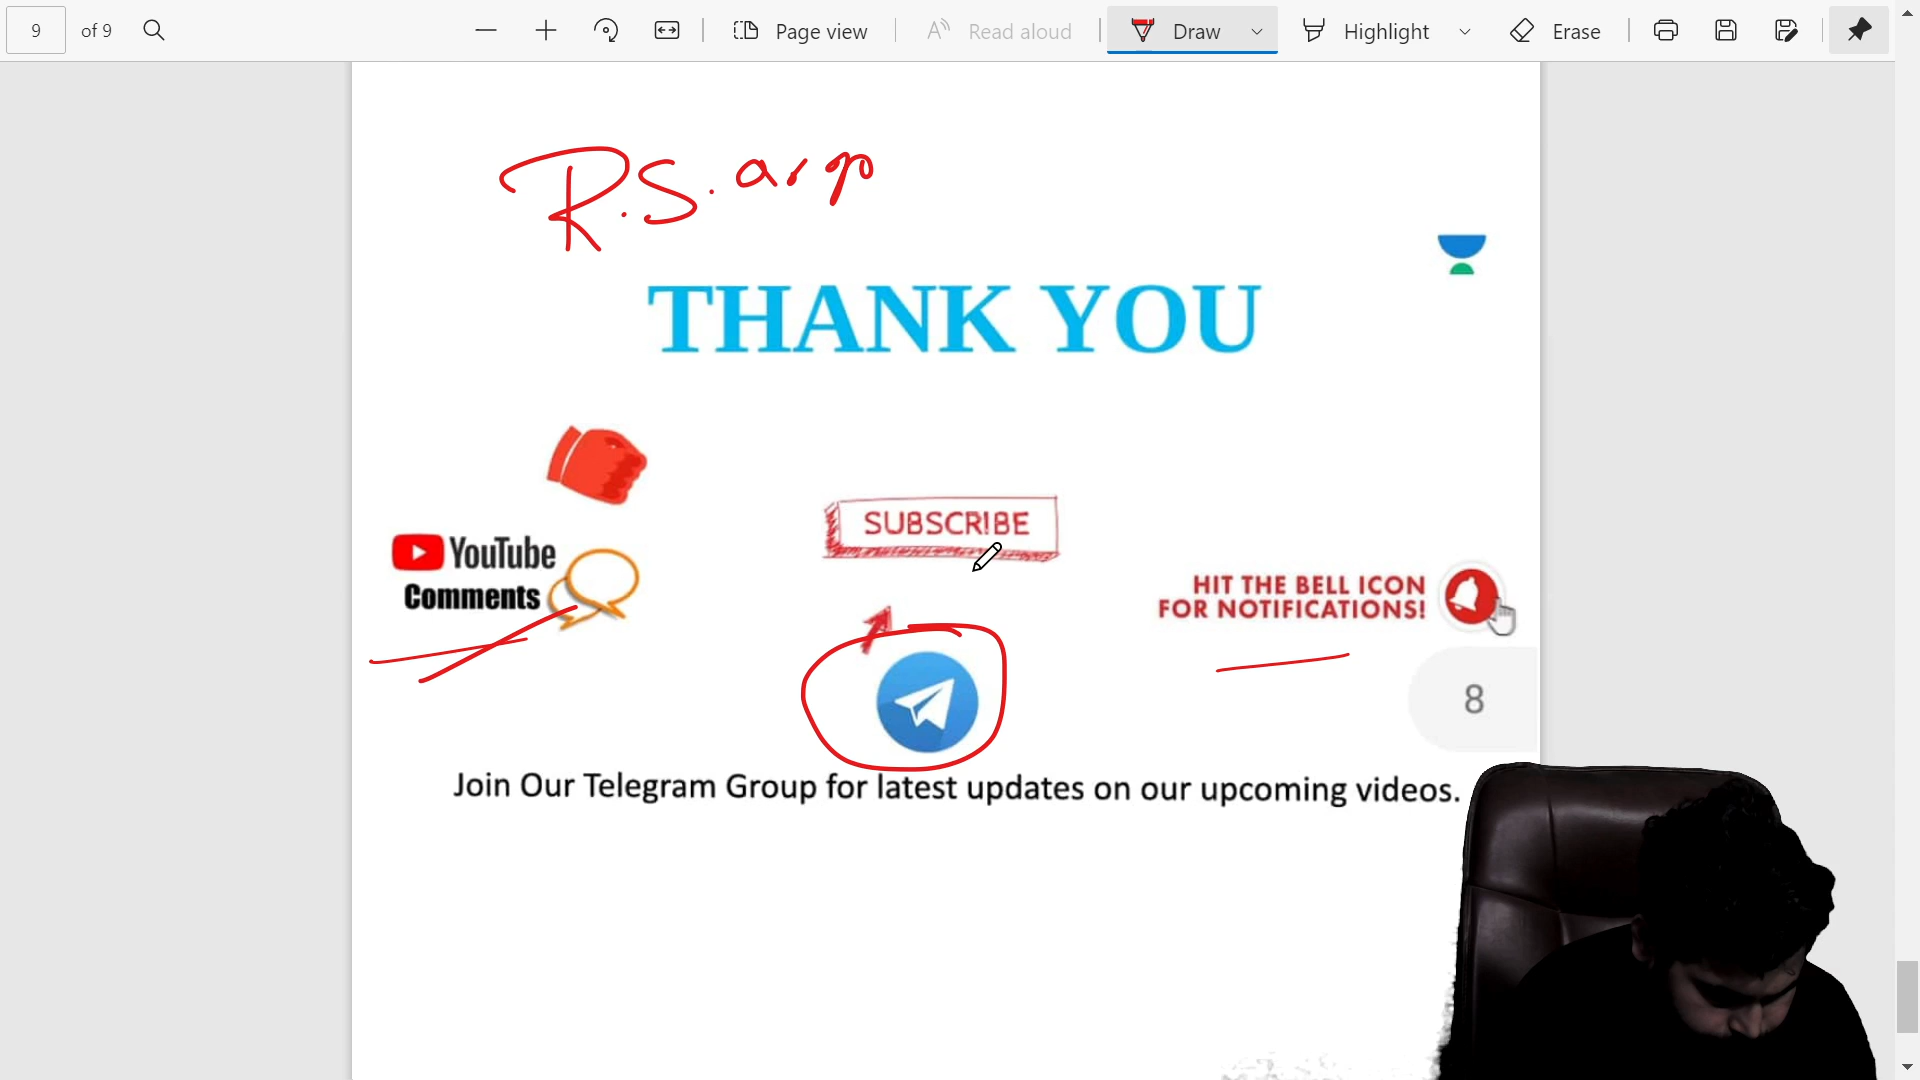 9 of 9 Page view Read aloud Draw Highlight Erase
R.S. argo
THANK YOU
SUBSCRIBE
YouTube
Comments
HIT THE BELL ICON
FOR NOTIFICATIONS!
8
Join Our Telegram Group for latest updates on our upcoming videos.